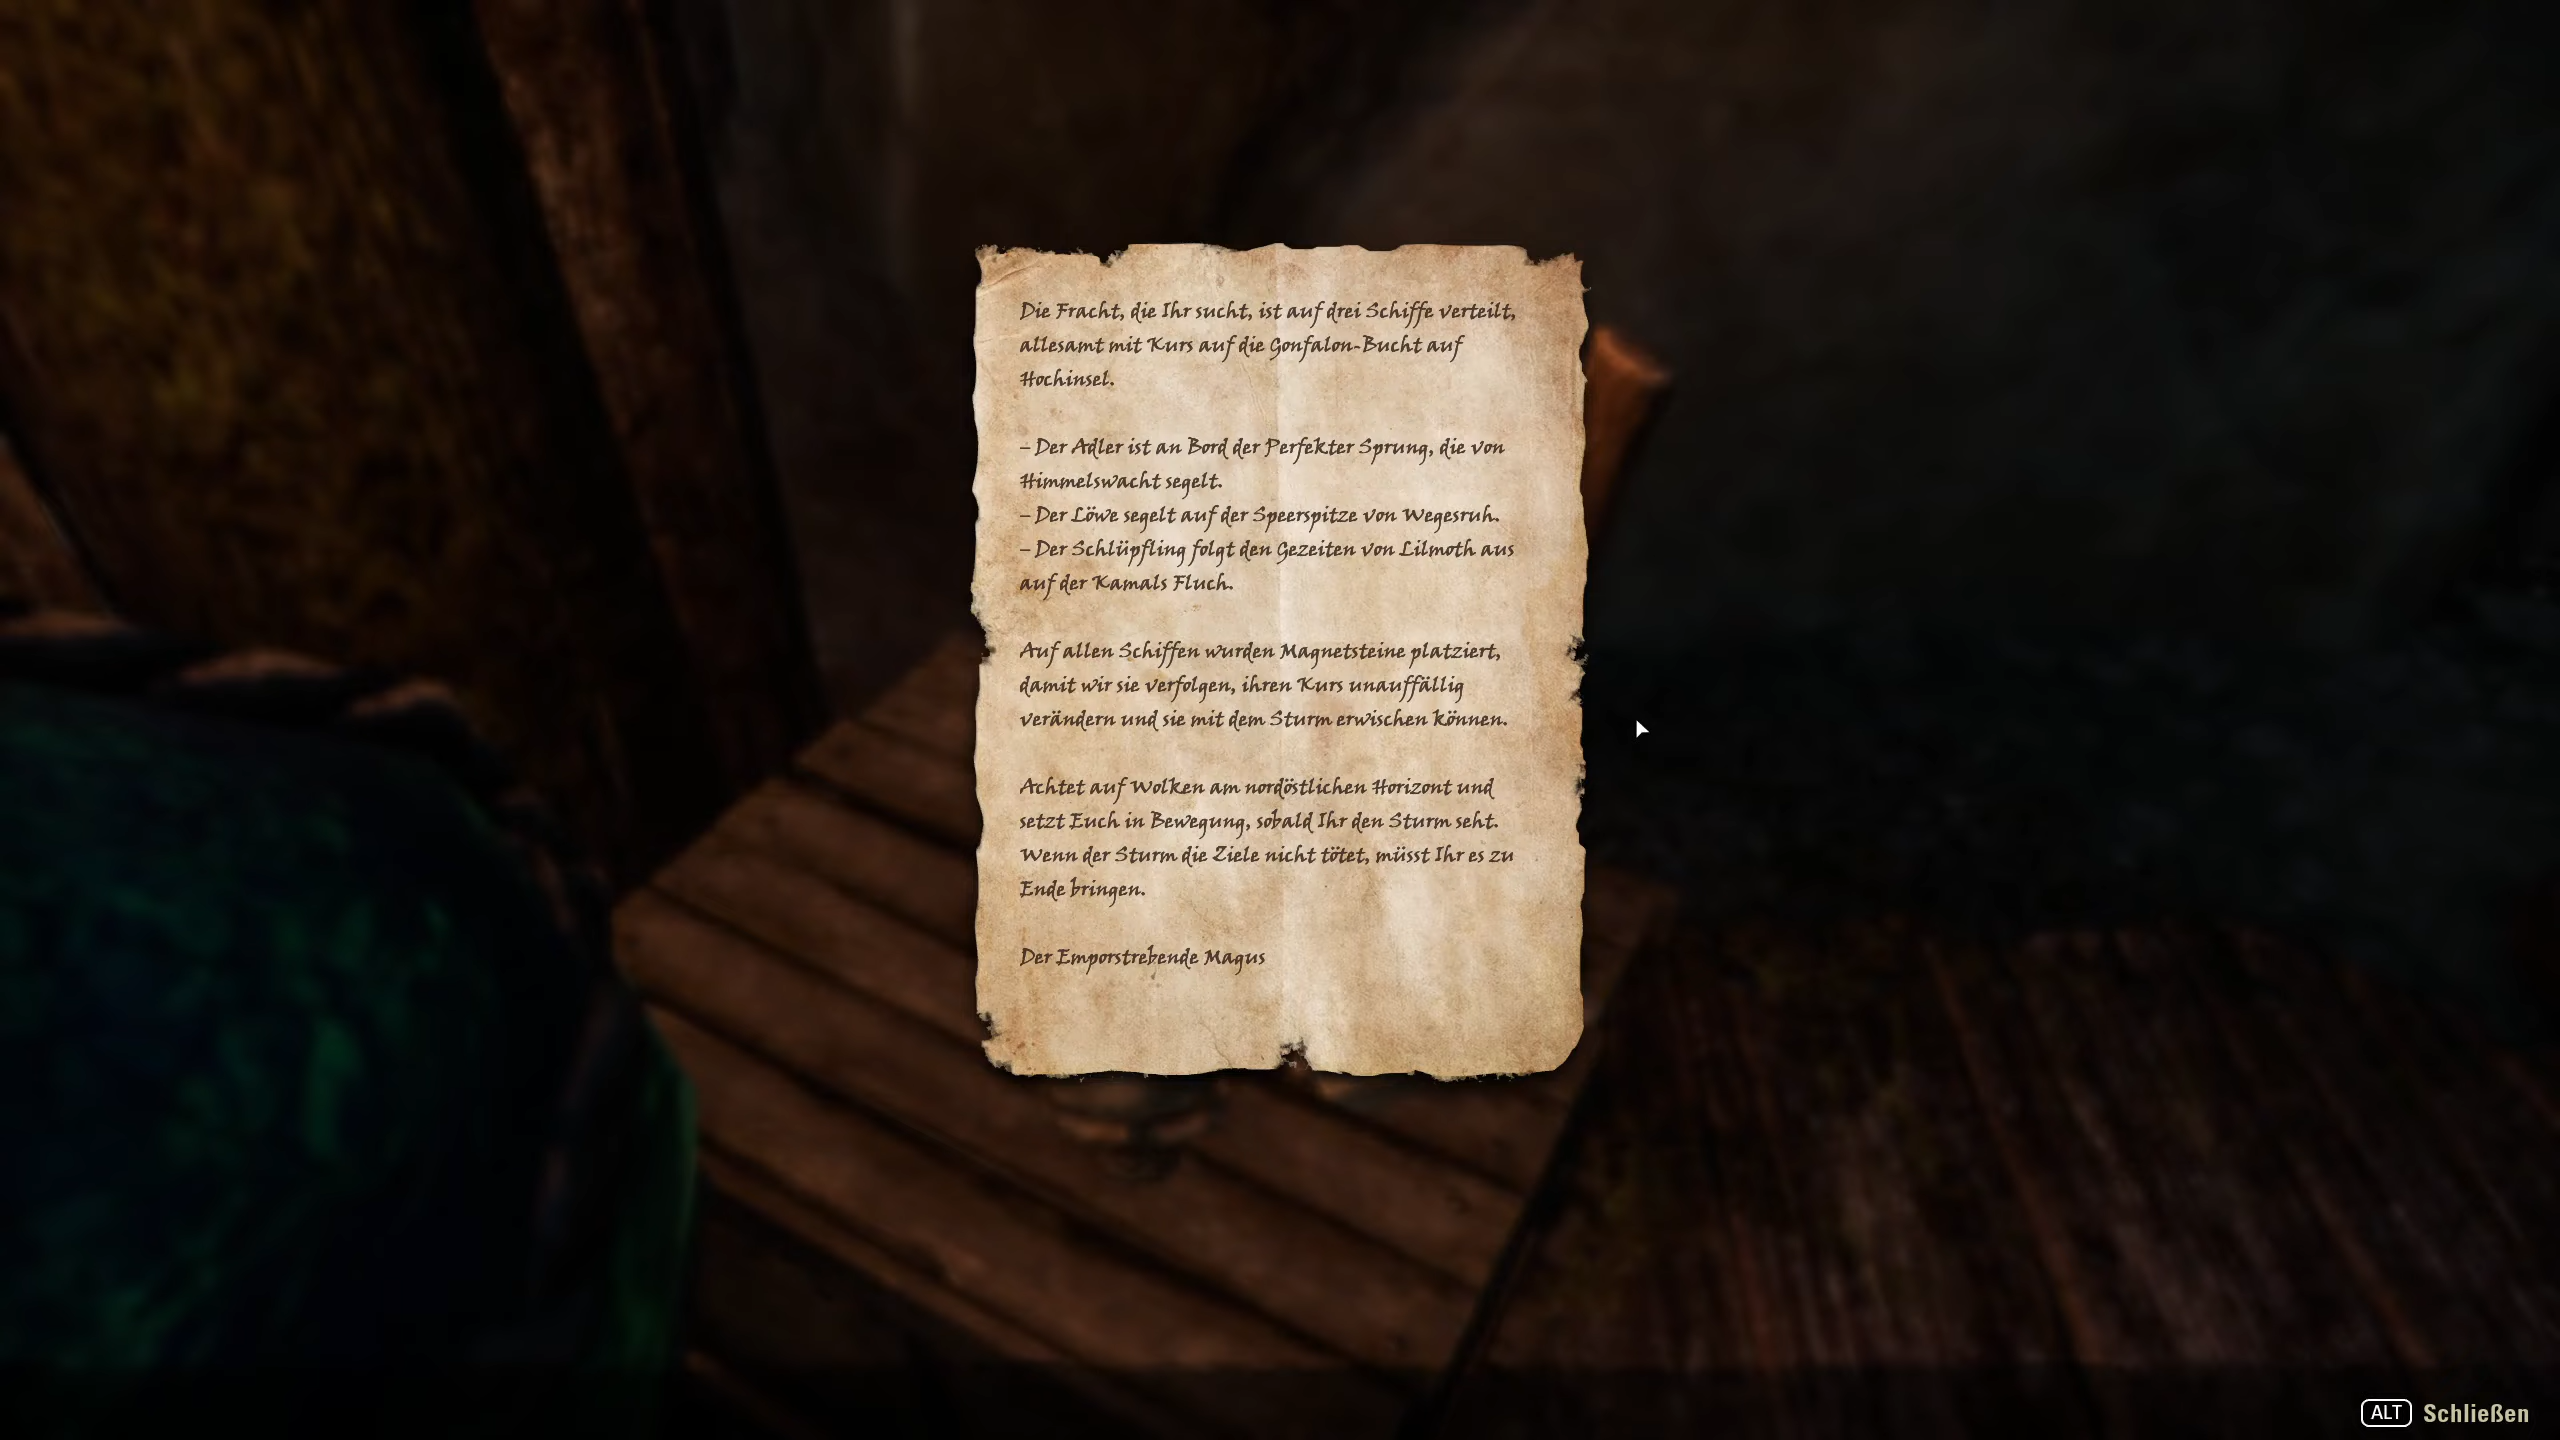 Die Fracht, die Ihr sucht, ist auf drei Schiffe verteilt,
allesamt mit Kurs auf die Gonfalon-Bucht auf
Hochinsel.
– Der Adler ist an Bord der Perfekter Sprung, die von
Himmelswacht segelt.
– Der Löwe segelt auf der Speerspitze von Wegesruh.
– Der Schlüpfling folgt den Gezeiten von Lilmoth aus
auf der Kamals Fluch.
Auf allen Schiffen wurden Magnetsteine platziert,
damit wir sie verfolgen, ihren Kurs unauffällig
verändern und sie mit dem Sturm erwischen können.
Achtet auf Wolken am nordöstlichen Horizont und
setzt Euch in Bewegung, sobald Ihr den Sturm seht.
Wenn der Sturm die Ziele nicht tötet, müsst Ihr es zu
Ende bringen.
Der Emporstrebende Magus
ALT Schließen